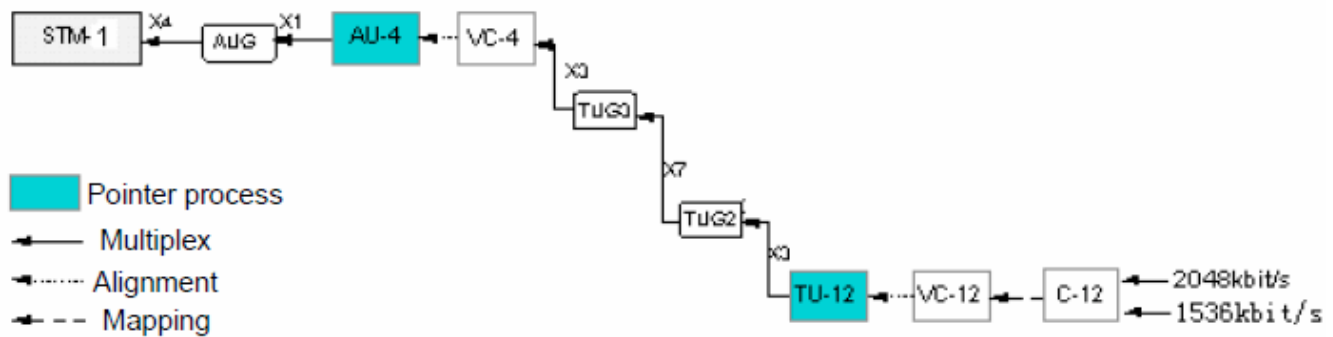 STM-1
X4
AUG
X1
AU-4
VC-4
X3
TUG3
X7
TUG2
X3
TU-12
VC-12
C-12
2048kbit/s
1536kbit/s
Pointer process
Multiplex
Alignment
Mapping